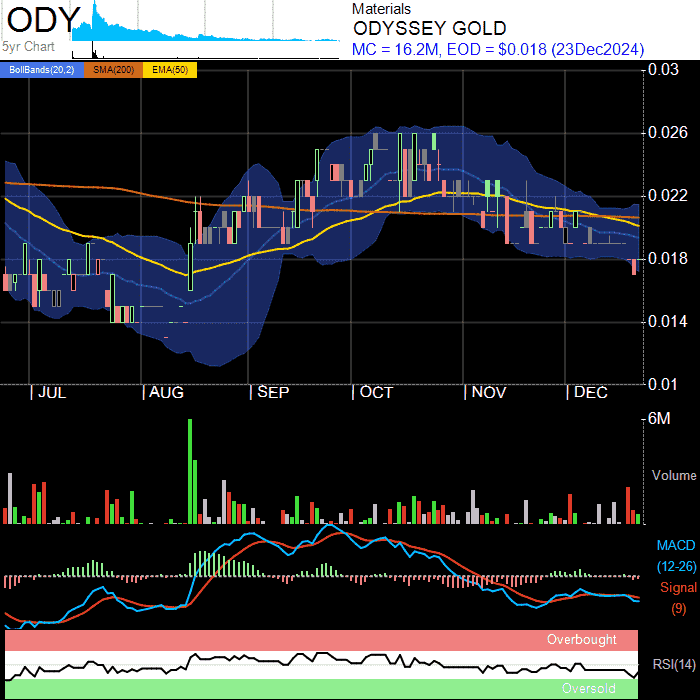 ODY
5yr Chart
Materials
ODYSSEY GOLD
MC = 16.2M, EOD = $0.018 (23Dec2024)
BollBands(20,2) SMA(200) EMA(50)
0.03
0.026
0.022
0.018
0.014
0.01
JUL AUG SEP OCT NOV DEC
6M
Volume
MACD
(12-26)
Signal
(9)
Overbought
RSI(14)
Oversold